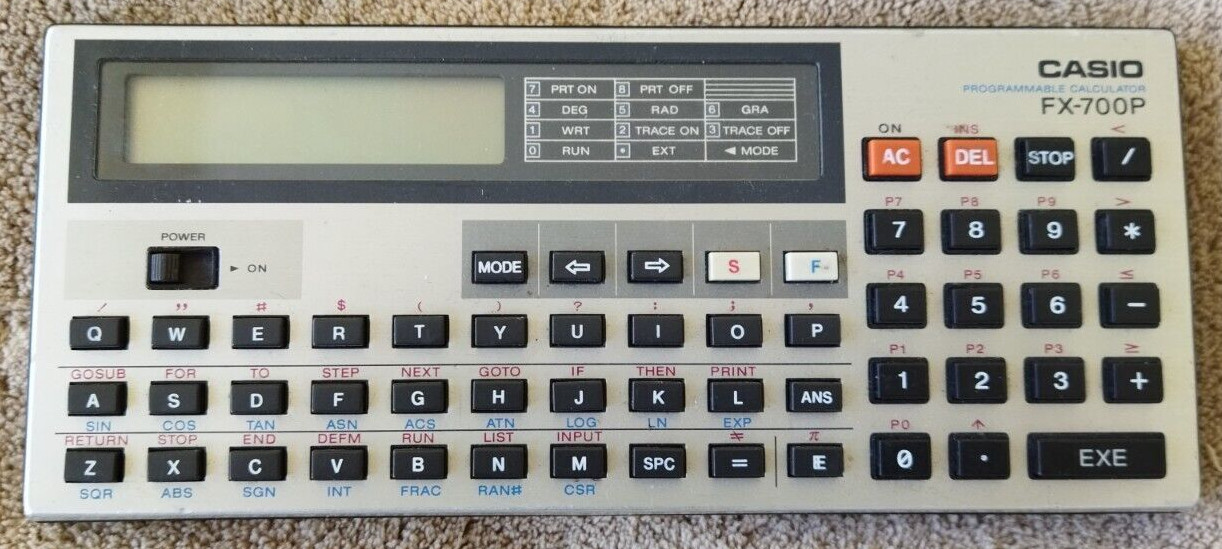 CASIO
PROGRAMMABLE CALCULATOR
FX-700P
7 PRT ON 8 PRT OFF
4 DEG 5 RAD 6 GRA
1 WRT 2 TRACE ON 3 TRACE OFF
0 RUN • EXT ◄ MODE
ON INS <
AC DEL STOP /
P7 P8 P9 >
7 8 9 *
POWER
► ON
MODE ⇦ ⇨ S F
P4 P5 P6 ≤
4 5 6 −
! " # $ ( ) ? : ; ,
Q W E R T Y U I O P
P1 P2 P3 ≥
1 2 3 +
GOSUB FOR TO STEP NEXT GOTO IF THEN PRINT
A S D F G H J K L ANS
SIN COS TAN ASN ACS ATN LOG LN EXP
P0 ↑
0 . EXE
RETURN STOP END DEFM RUN LIST INPUT ≠ π
Z X C V B N M SPC = E
SQR ABS SGN INT FRAC RAN# CSR